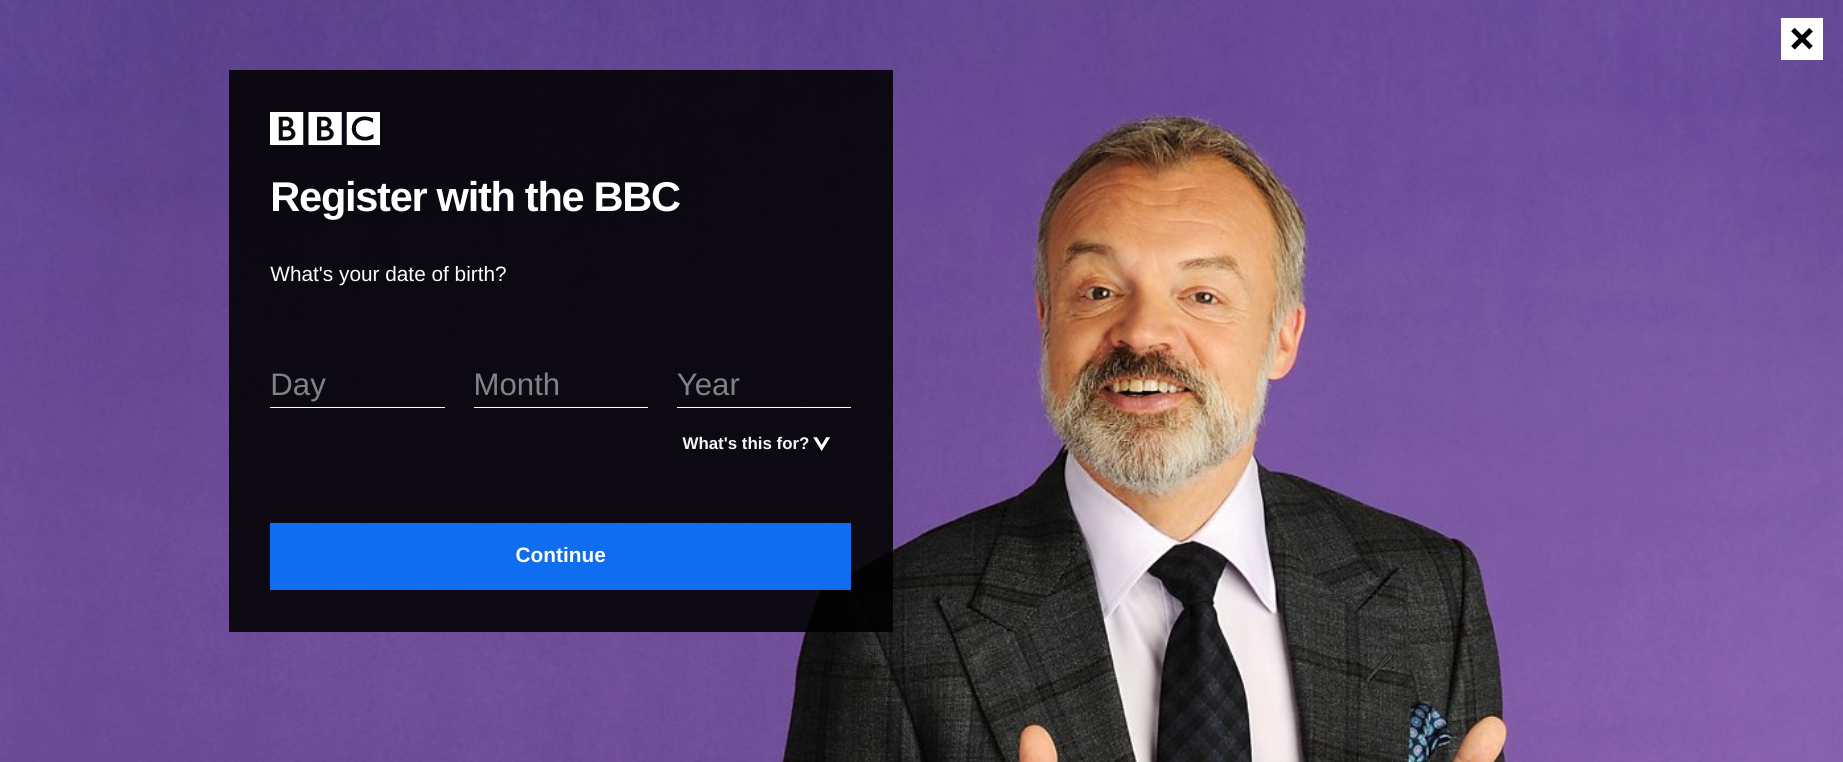 BBC
Register with the BBC
What's your date of birth?
Day Month Year
What's this for?
Continue